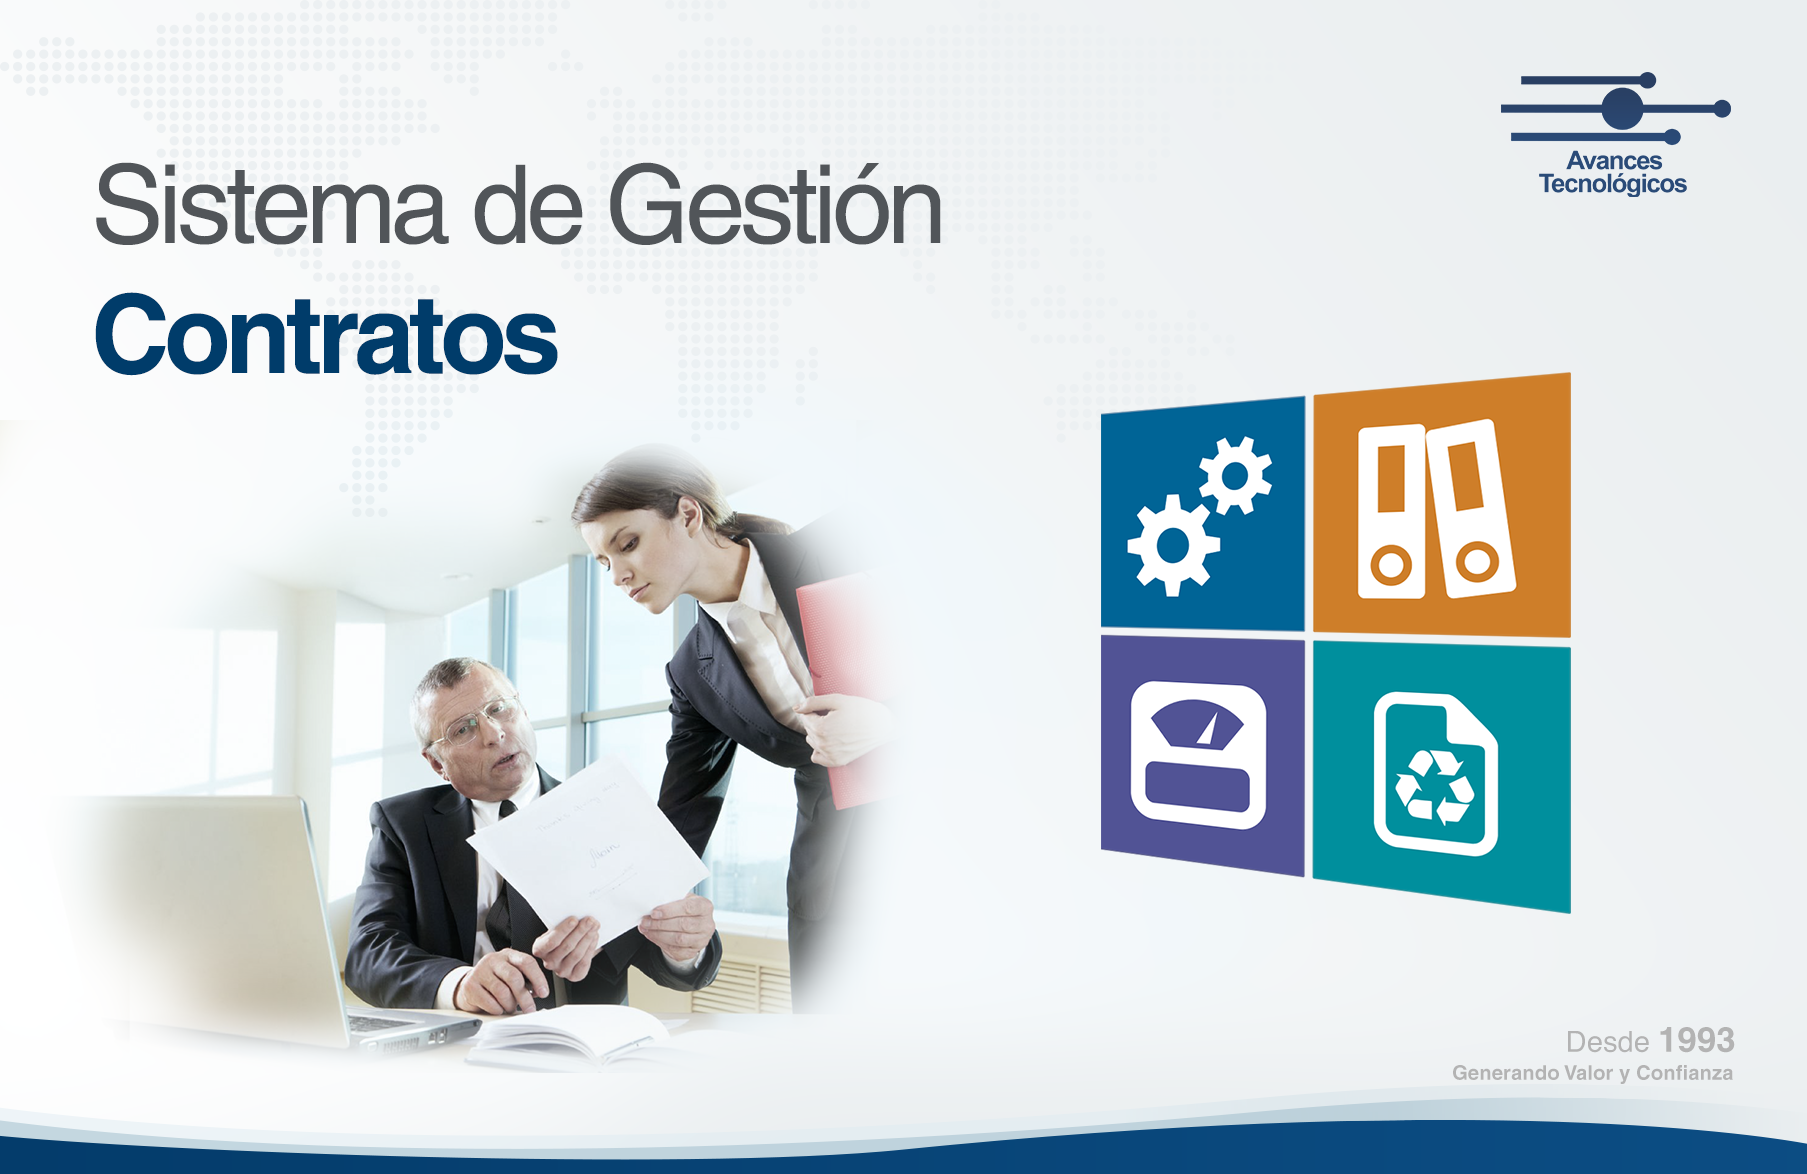 Sistema de Gestión
Contratos
Avances
Tecnológicos
Desde 1993
Generando Valor y Confianza